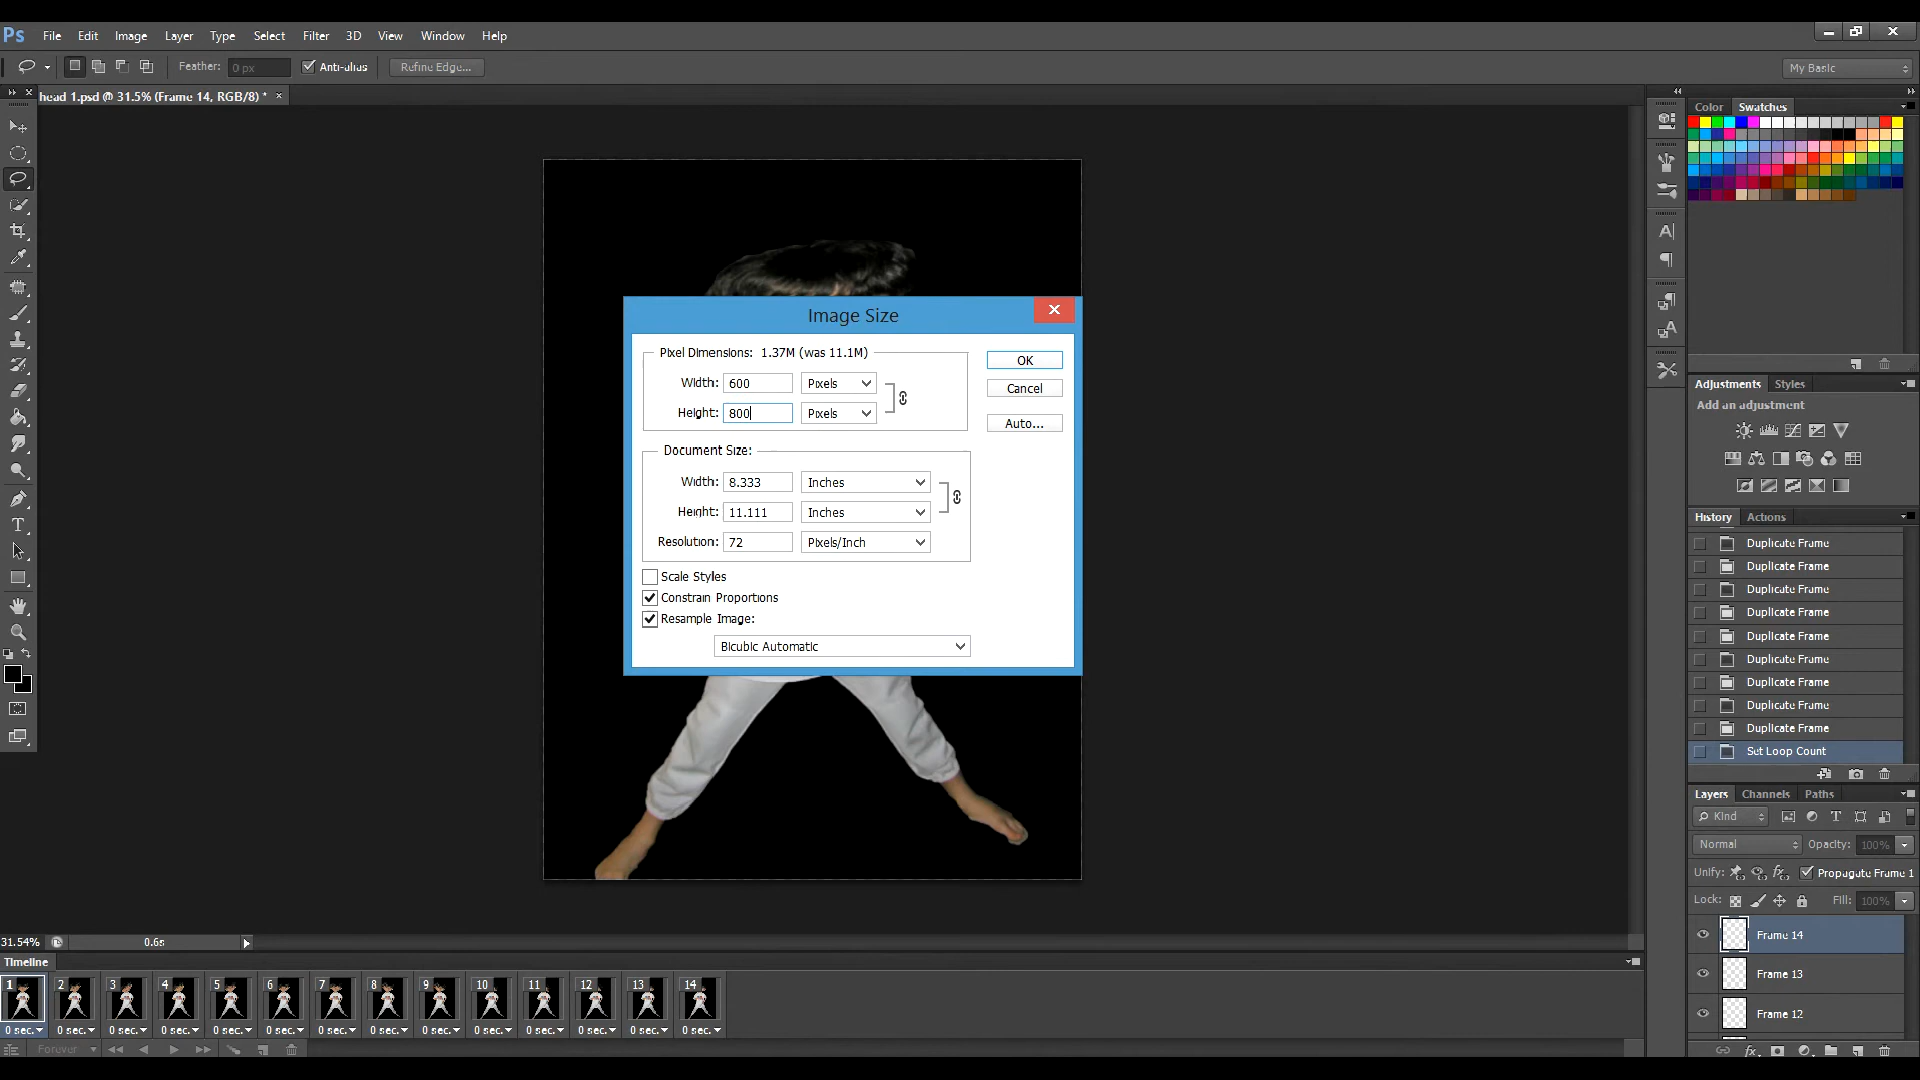 Ps File Edit Image Layer Type Select Filter 3D View Window Help
Feather: 0 px Anti-alias Refine Edge... My Basic
head 1.psd @ 31.5% (Frame 14, RGB/8) * ×
Color Swatches
Image Size
Pixel Dimensions: 1.37M (was 11.1M)
Width: 600 Pixels
Height: 800 Pixels
OK
Cancel
Auto...
Document Size:
Width: 8.333 Inches
Height: 11.111 Inches
Resolution: 72 Pixels/Inch
Scale Styles
Constrain Proportions
Resample Image:
Bicubic Automatic
Adjustments Styles
Add an adjustment
History Actions
Duplicate Frame
Duplicate Frame
Duplicate Frame
Duplicate Frame
Duplicate Frame
Duplicate Frame
Duplicate Frame
Duplicate Frame
Duplicate Frame
Set Loop Count
Layers Channels Paths
Kind
Normal Opacity: 100%
Unify: Propagate Frame 1
Lock: Fill: 100%
Frame 14
Frame 13
Frame 12
31.54% 0.6s
Timeline
1 2 3 4 5 6 7 8 9 10 11 12 13 14
0 sec. 0 sec. 0 sec. 0 sec. 0 sec. 0 sec. 0 sec. 0 sec. 0 sec. 0 sec. 0 sec. 0 sec. 0 sec. 0 sec.
Forever